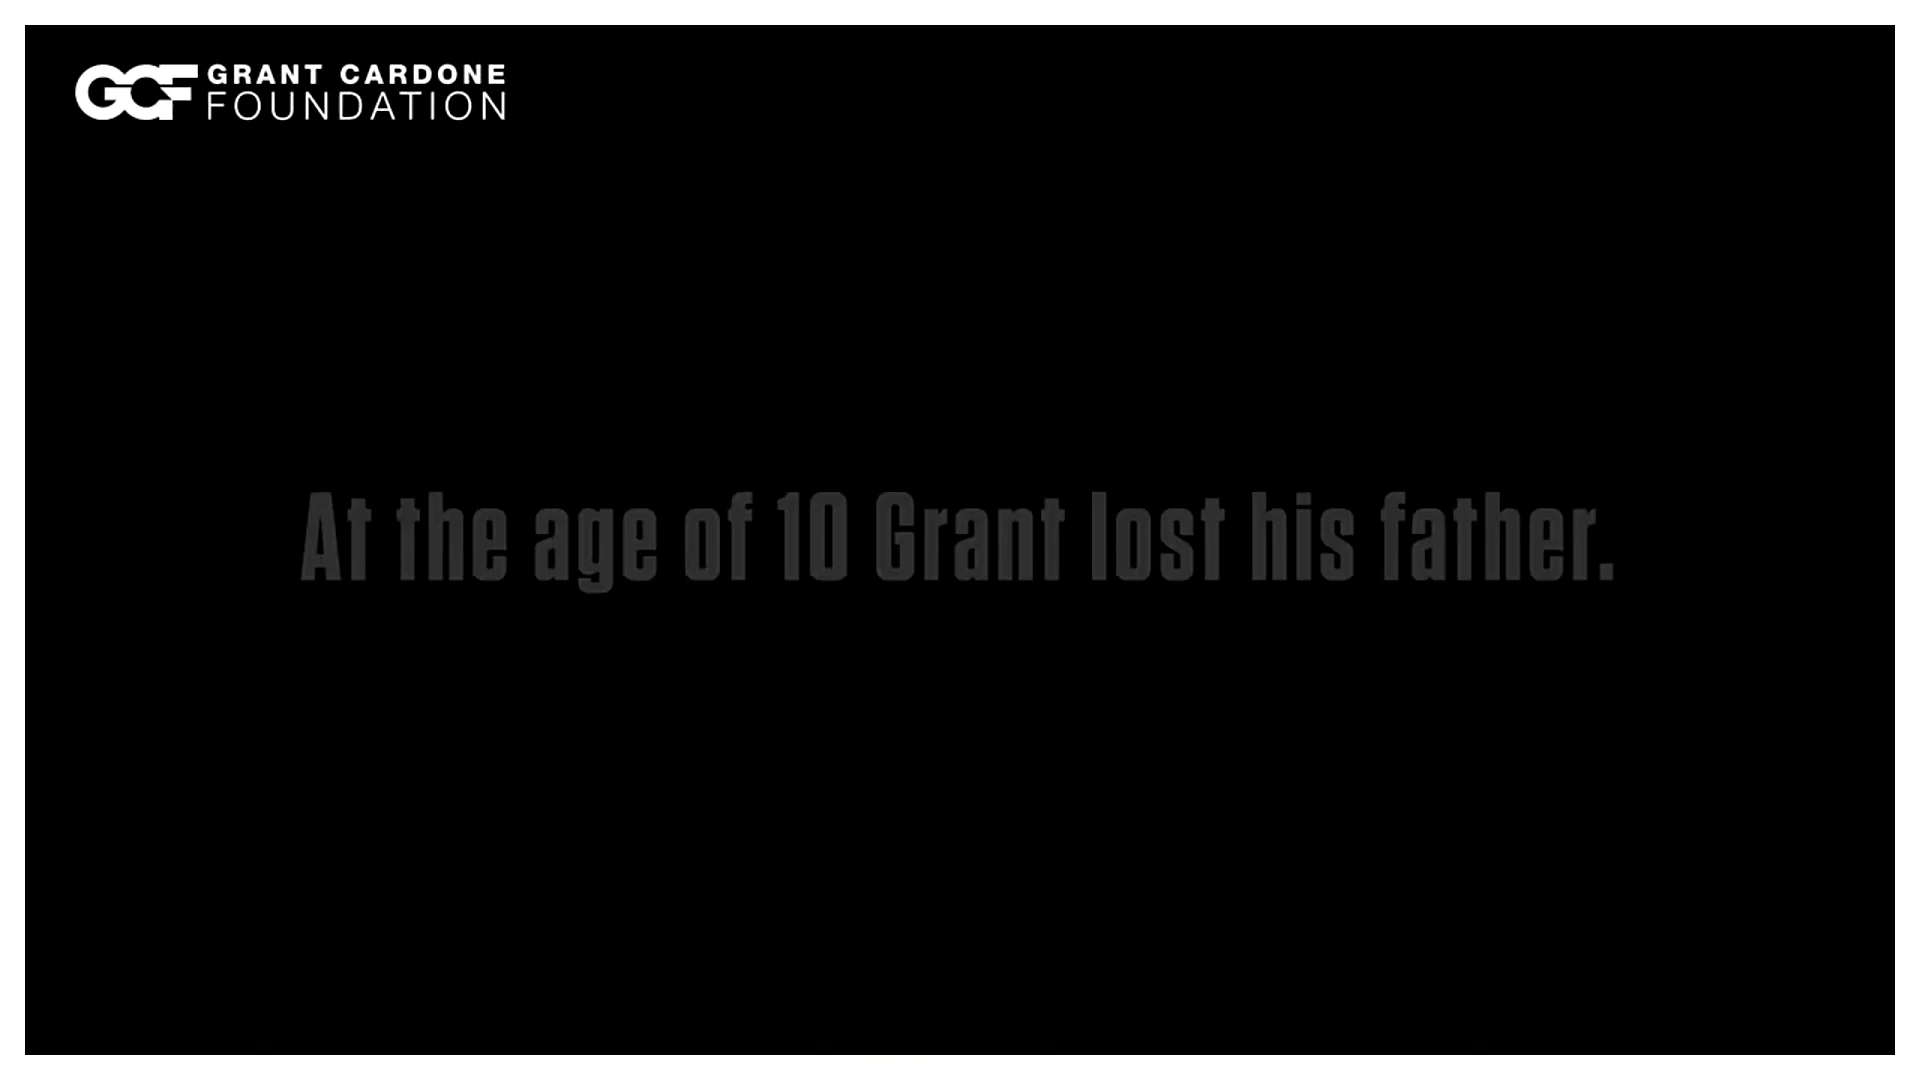 GCF GRANT CARDONE
FOUNDATION
At the age of 10 Grant lost his father.